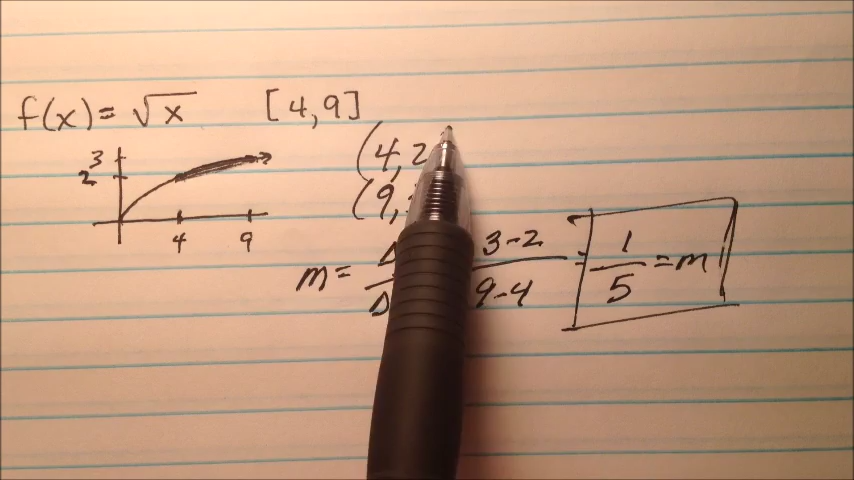 f(x) = √x [4,9]
3
2
4 9
(4,2
(9,
m = Δ/Δ 3-2/9-4 = 1/5 = m